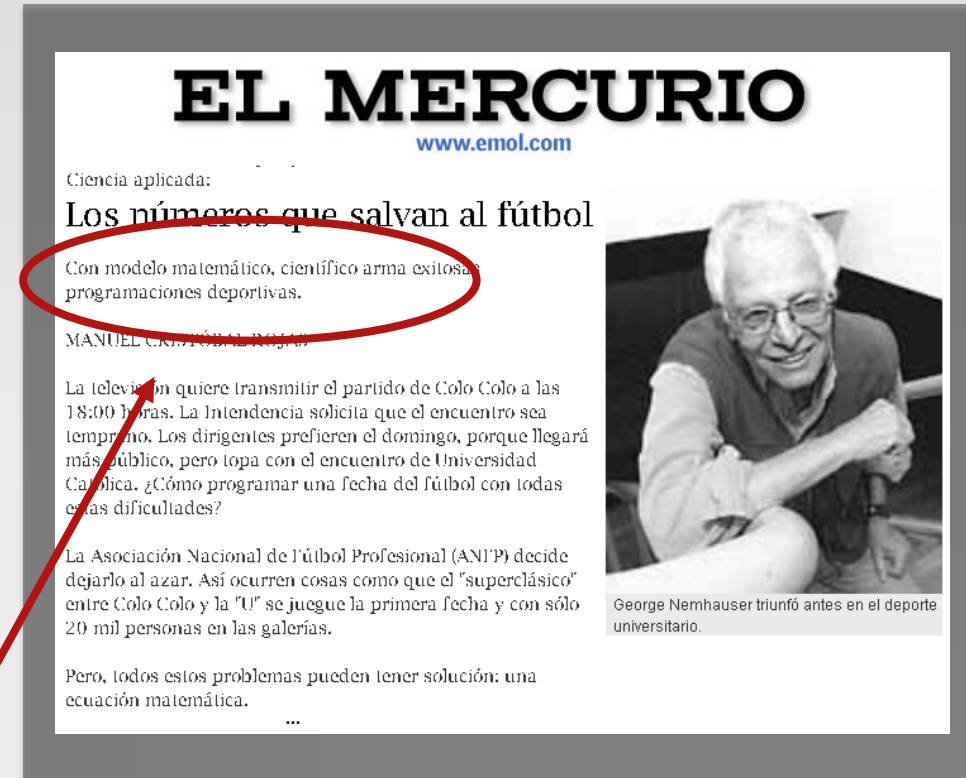 EL MERCURIO
www.emol.com
Ciencia aplicada:
Los números que salvan al fútbol
Con modelo matemático, científico arma exitosas
programaciones deportivas.
MANUEL CRISTÓBAL ROJAS
La televisión quiere transmitir el partido de Colo Colo a las
18:00 horas. La Intendencia solicita que el encuentro sea
temprano. Los dirigentes prefieren el domingo, porque llegará
más público, pero topa con el encuentro de Universidad
Católica. ¿Cómo programar una fecha del fútbol con todas
estas dificultades?
La Asociación Nacional de Fútbol Profesional (ANFP) decide
dejarlo al azar. Así ocurren cosas como que el "superclásico"
entre Colo Colo y la "U" se juegue la primera fecha y con sólo
20 mil personas en las galerías.
Pero, todos estos problemas pueden tener solución: una
ecuación matemática.
...
George Nemhauser triunfó antes en el deporte
universitario.